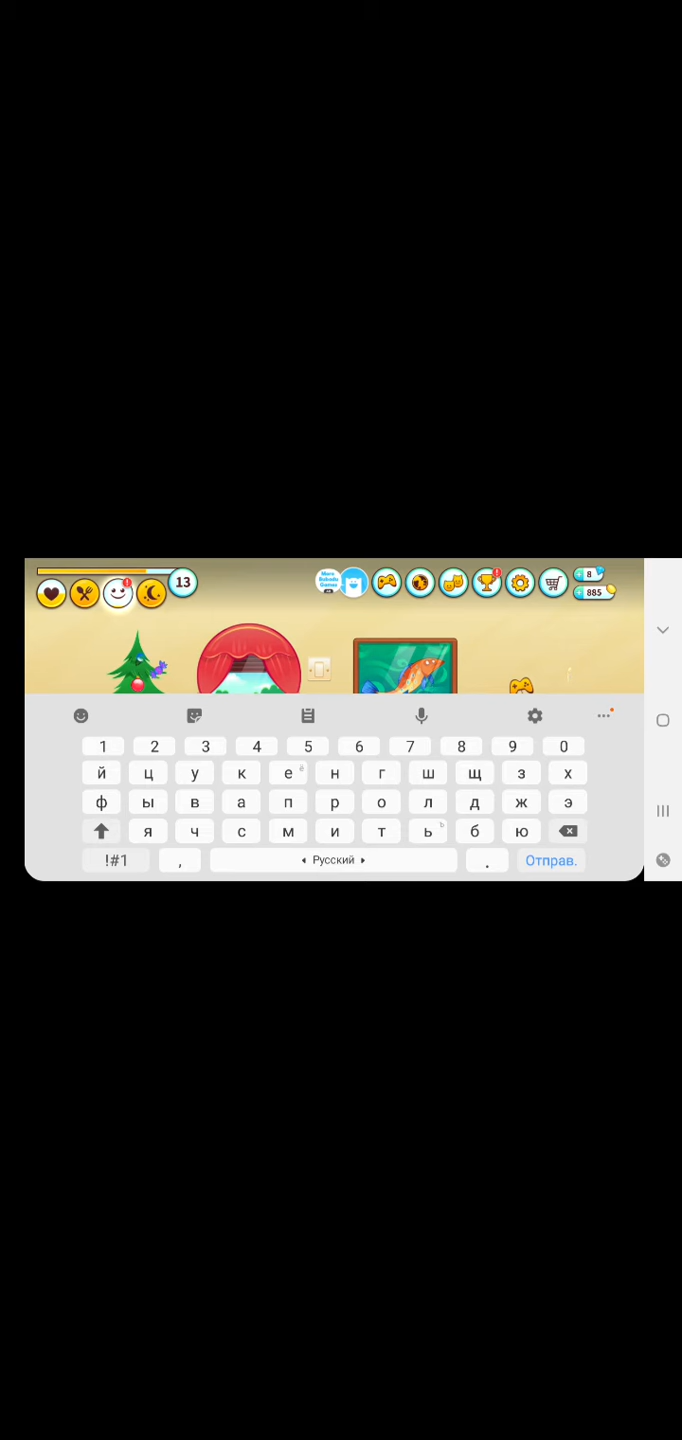 13
More
Bubadu
Games
8
885
1 2 3 4 5 6 7 8 9 0
й ц у к е ё н г ш щ з х
ф ы в а п р о л д ж э
я ч с м и т ь ъ б ю
!#1 , Русский . Отправ.